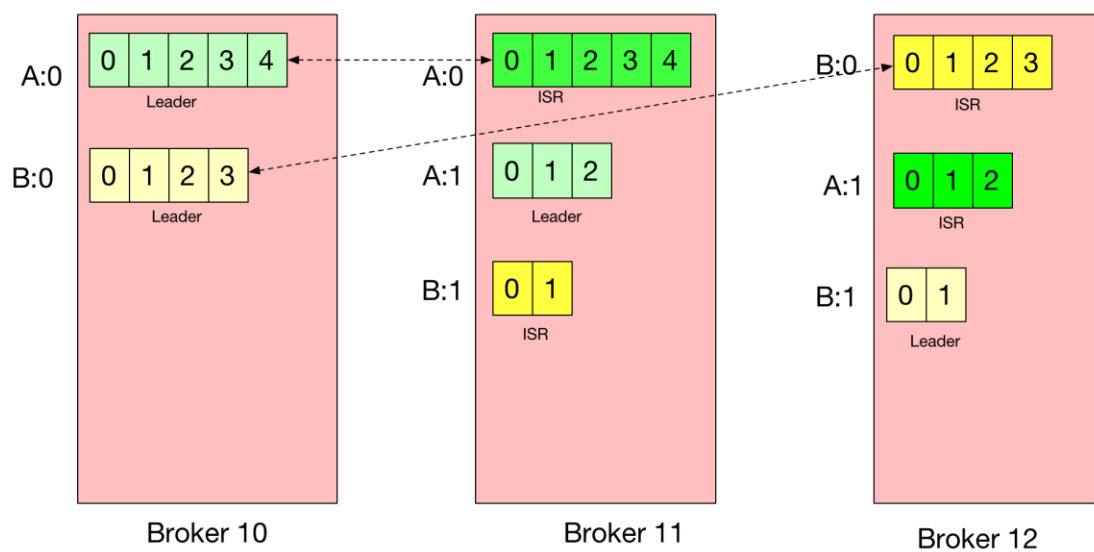 A:0
0 1 2 3 4
Leader
B:0
0 1 2 3
Leader
Broker 10
A:0
0 1 2 3 4
ISR
A:1
0 1 2
Leader
B:1
0 1
ISR
Broker 11
B:0
0 1 2 3
ISR
A:1
0 1 2
ISR
B:1
0 1
Leader
Broker 12